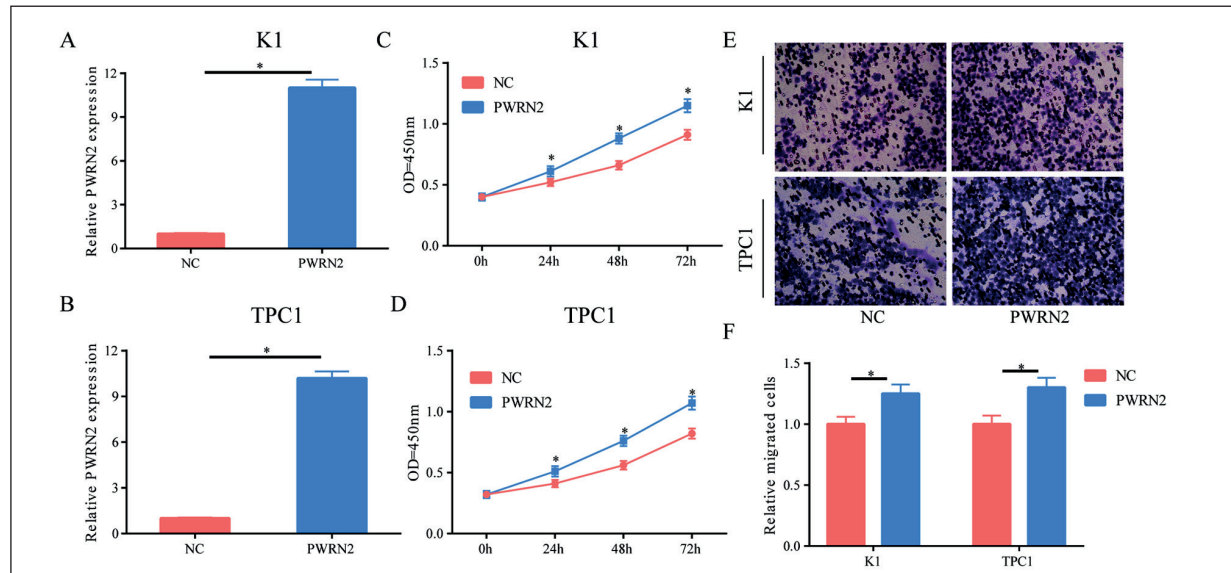 A
K1
*
Relative PWRN2 expression
12
9
6
3
0
NC
PWRN2
B
TPC1
*
Relative PWRN2 expression
12
9
6
3
0
NC
PWRN2
C
K1
NC
PWRN2
OD=450nm
1.5
1.0
0.5
0.0
*
*
*
0h
24h
48h
72h
D
TPC1
NC
PWRN2
OD=450nm
1.5
1.0
0.5
0.0
*
*
*
0h
24h
48h
72h
E
K1
TPC1
NC
PWRN2
F
NC
PWRN2
Relative migrated cells
1.5
1.0
1.5
0.0
*
*
K1
TPC1